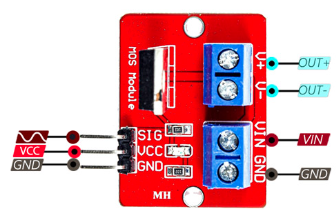 MOS Module
V+
V-
VIN
GND
OUT+
OUT-
VIN
GND
VCC
GND
SIG
VCC
GND
MH